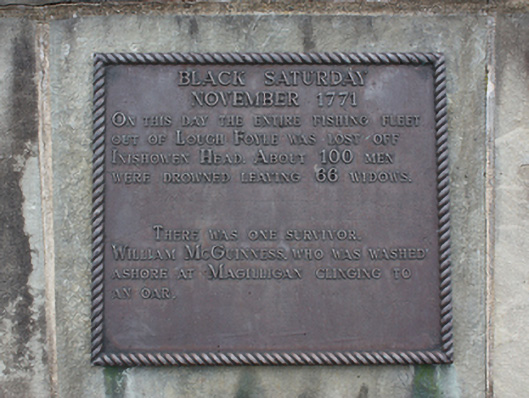 BLACK SATURDAY
NOVEMBER 1771
ON THIS DAY THE ENTIRE FISHING FLEET
OUT OF LOUGH FOYLE WAS LOST OFF
INISHOWEN HEAD. ABOUT 100 MEN
WERE DROWNED LEAVING 66 WIDOWS.
THERE WAS ONE SURVIVOR.
WILLIAM MCGUINNESS, WHO WAS WASHED
ASHORE AT MAGILLIGAN CLINGING TO
AN OAR.